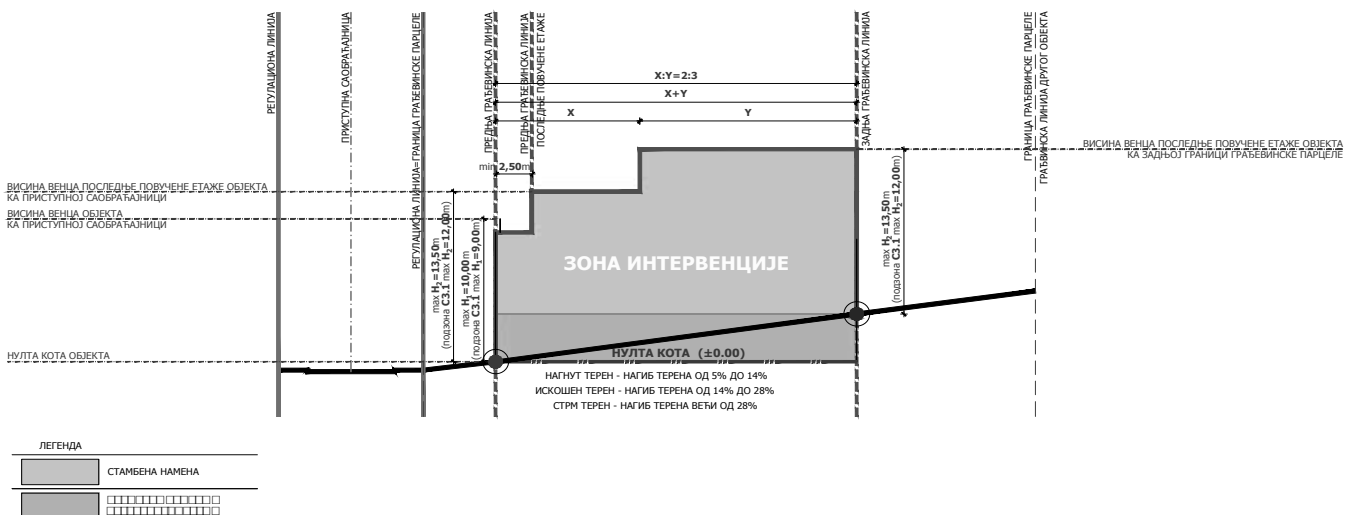 РЕГУЛАЦИОНА ЛИНИЈА
ПРИСТУПНА САОБРАЋАЈНИЦА
РЕГУЛАЦИОНА ЛИНИЈА=ГРАНИЦА ГРАЂЕВИНСКЕ ПАРЦЕЛЕ
ПРЕДЊА ГРАЂЕВИНСКА ЛИНИЈА
ПРЕДЊА ГРАЂЕВИНСКА ЛИНИЈА
ПОСЛЕДЊЕ ПОВУЧЕНЕ ЕТАЖЕ
ЗАДЊА ГРАЂЕВИНСКА ЛИНИЈА
ГРАНИЦА ГРАЂЕВИНСКЕ ПАРЦЕЛЕ
ГРАЂВИНСКА ЛИНИЈА ДРУГОГ ОБЈЕКТА
X:Y=2:3
X+Y
X
Y
min 2,50m
ВИСИНА ВЕНЦА ПОСЛЕДЊЕ ПОВУЧЕНЕ ЕТАЖЕ ОБЈЕКТА
КА ЗАДЊОЈ ГРАНИЦИ ГРАЂЕВИНСКЕ ПАРЦЕЛЕ
ВИСИНА ВЕНЦА ПОСЛЕДЊЕ ПОВУЧЕНЕ ЕТАЖЕ ОБЈЕКТА
КА ПРИСТУПНОЈ САОБРАЋАЈНИЦИ
ВИСИНА ВЕНЦА ОБЈЕКТА
КА ПРИСТУПНОЈ САОБРАЋАЈНИЦИ
max H₂=13,50m
(подзона С3.1 max H₂=12,00m)
max H₁=10,00m
(подзона С3.1 max H₁=9,00m)
max H₂=13,50m
(подзона С3.1 max H₂=12,00m)
ЗОНА ИНТЕРВЕНЦИЈЕ
НУЛТА КОТА ОБЈЕКТА
НУЛТА КОТА (±0.00)
НАГНУТ ТЕРЕН - НАГИБ ТЕРЕНА ОД 5% ДО 14%
ИСКОШЕН ТЕРЕН - НАГИБ ТЕРЕНА ОД 14% ДО 28%
СТРМ ТЕРЕН - НАГИБ ТЕРЕНА ВЕЋИ ОД 28%
ЛЕГЕНДА
СТАМБЕНА НАМЕНА